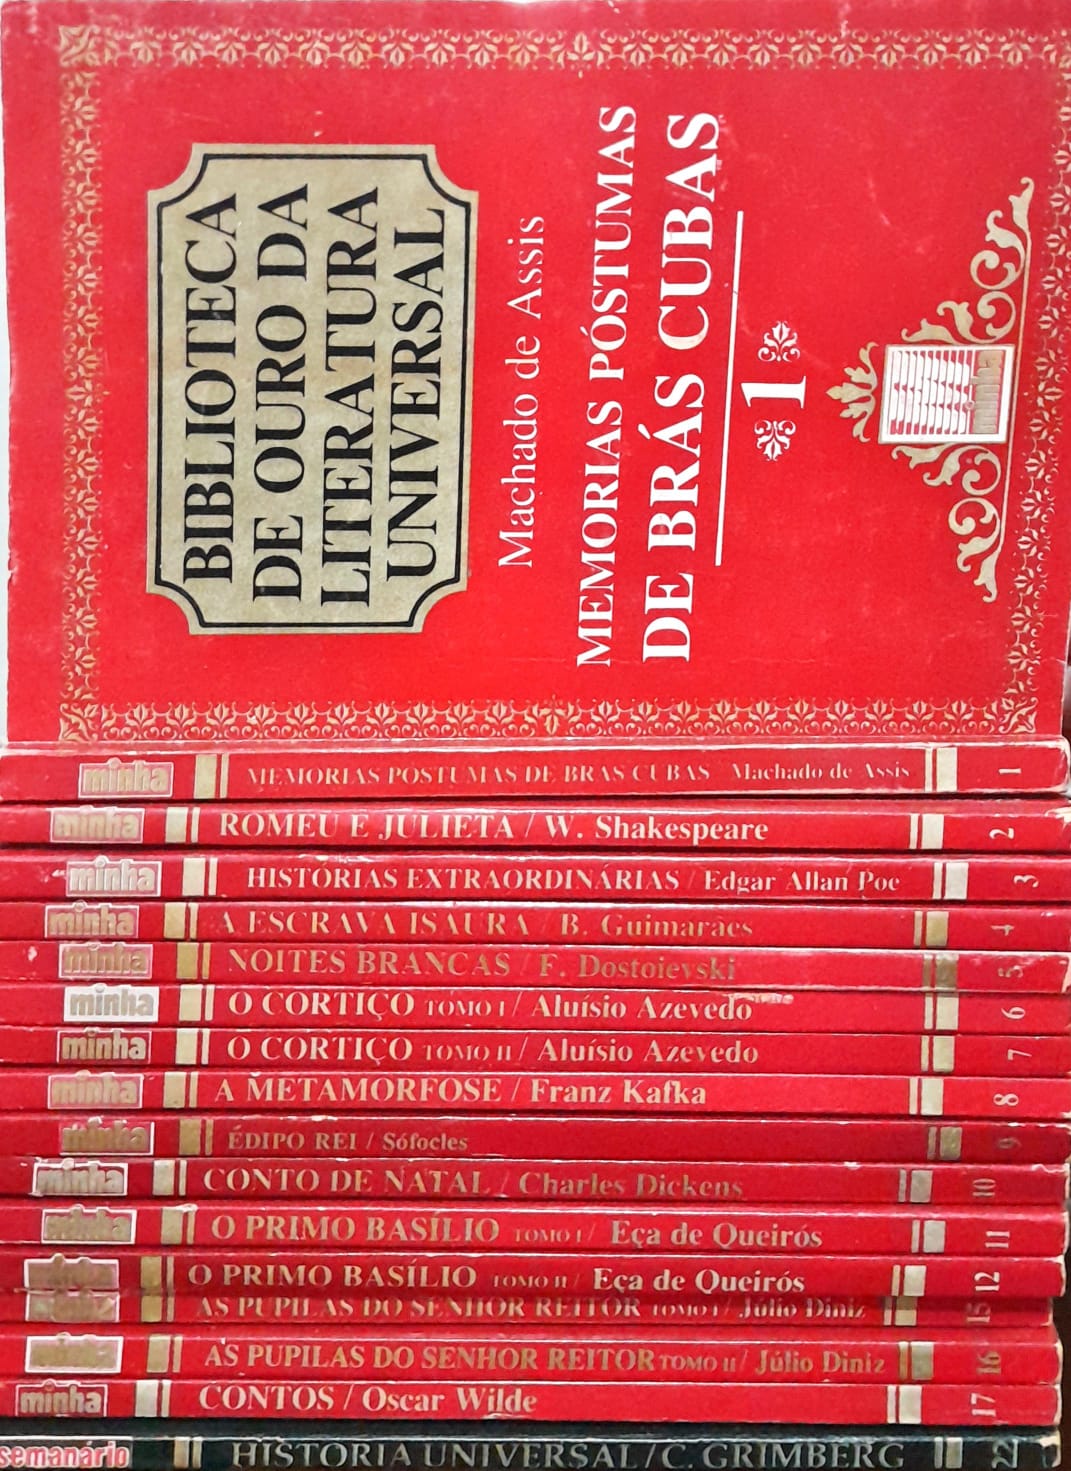 BIBLIOTECA
DE OURO DA
LITERATURA
UNIVERSAL
Machado de Assis
MEMORIAS PÓSTUMAS
DE BRÁS CUBAS
1
minha
minha MEMORIAS POSTUMAS DE BRAS CUBAS Machado de Assis 1
minha ROMEU E JULIETA / W. Shakespeare 2
minha HISTÓRIAS EXTRAORDINÁRIAS / Edgar Allan Poe 3
minha A ESCRAVA ISAURA / B. Guimarães 4
minha NOITES BRANCAS / F. Dostoievski 5
minha O CORTIÇO TOMO I / Aluísio Azevedo 6
minha O CORTIÇO TOMO II / Aluísio Azevedo 7
minha A METAMORFOSE / Franz Kafka 8
minha ÉDIPO REI / Sófocles 9
minha CONTO DE NATAL / Charles Dickens 10
minha O PRIMO BASÍLIO TOMO I / Eça de Queirós 11
minha O PRIMO BASÍLIO TOMO II / Eça de Queirós 12
AS PUPILAS DO SENHOR REITOR TOMO I / Júlio Diniz 15
minha AS PUPILAS DO SENHOR REITOR TOMO II / Júlio Diniz 16
minha CONTOS / Oscar Wilde 17
semanário HISTORIA UNIVERSAL / C. GRIMBERG 22